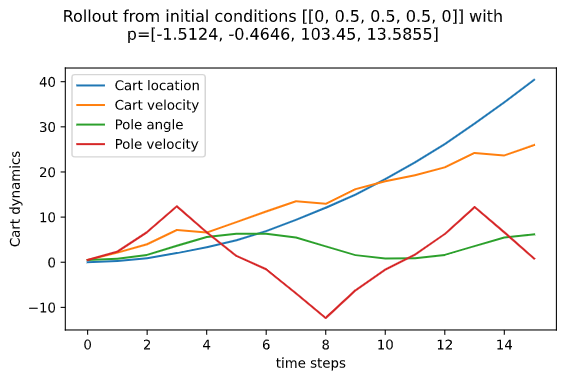 Rollout from initial conditions [[0, 0.5, 0.5, 0.5, 0]] with
p=[-1.5124, -0.4646, 103.45, 13.5855]
Cart location
Cart velocity
Pole angle
Pole velocity
Cart dynamics
40
30
20
10
0
−10
0 2 4 6 8 10 12 14
time steps